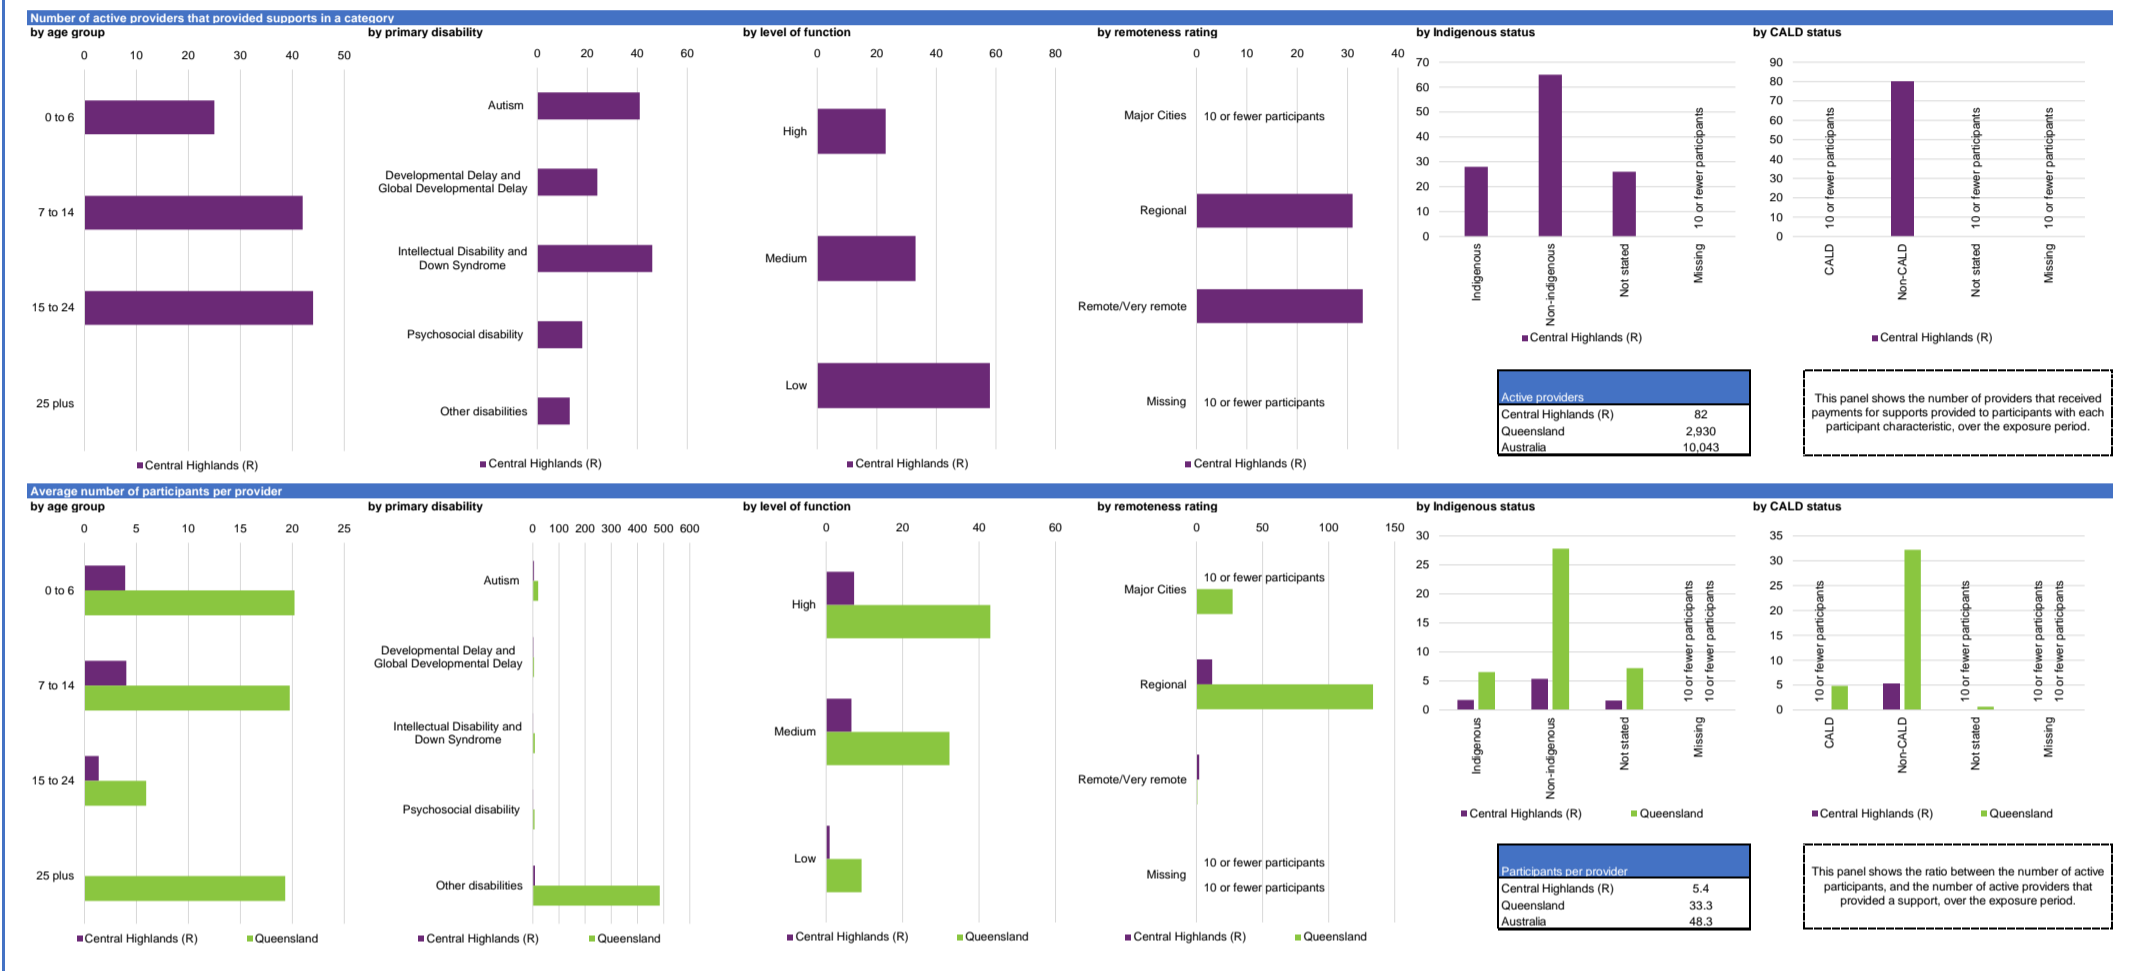 Number of active providers that provided supports in a category
by age group
0 10 20 30 40 50
0 to 6
7 to 14
15 to 24
25 plus
Central Highlands (R)
by primary disability
0 20 40 60
Autism
Developmental Delay and
Global Developmental Delay
Intellectual Disability and
Down Syndrome
Psychosocial disability
Other disabilities
Central Highlands (R)
by level of function
0 20 40 60 80
High
Medium
Low
Central Highlands (R)
by remoteness rating
0 10 20 30 40
Major Cities 10 or fewer participants
Regional
Remote/Very remote
Missing 10 or fewer participants
Central Highlands (R)
by Indigenous status
70
60
50
40
30
20
10
0
10 or fewer participants
Indigenous
Non-indigenous
Not stated
Missing
Central Highlands (R)
by CALD status
90
80
70
60
50
40
30
20
10
0
10 or fewer participants
10 or fewer participants
10 or fewer participants
CALD
Non-CALD
Not stated
Missing
Central Highlands (R)
Active providers
Central Highlands (R) 82
Queensland 2,930
Australia 10,043
This panel shows the number of providers that received
payments for supports provided to participants with each
participant characteristic, over the exposure period.
Average number of participants per provider
by age group
0 5 10 15 20 25
0 to 6
7 to 14
15 to 24
25 plus
Central Highlands (R) Queensland
by primary disability
0 100 200 300 400 500 600
Autism
Developmental Delay and
Global Developmental Delay
Intellectual Disability and
Down Syndrome
Psychosocial disability
Other disabilities
Central Highlands (R) Queensland
by level of function
0 20 40 60
High
Medium
Low
Central Highlands (R) Queensland
by remoteness rating
0 50 100 150
10 or fewer participants
Major Cities
Regional
Remote/Very remote
10 or fewer participants
Missing
10 or fewer participants
Central Highlands (R) Queensland
by Indigenous status
30
25
20
15
10
5
0
10 or fewer participants
10 or fewer participants
Indigenous
Non-indigenous
Not stated
Missing
Central Highlands (R) Queensland
by CALD status
35
30
25
20
15
10
5
0
10 or fewer participants
10 or fewer participants
10 or fewer participants
10 or fewer participants
CALD
Non-CALD
Not stated
Missing
Central Highlands (R) Queensland
Participants per provider
Central Highlands (R) 5.4
Queensland 33.3
Australia 48.3
This panel shows the ratio between the number of active
participants, and the number of active providers that
provided a support, over the exposure period.